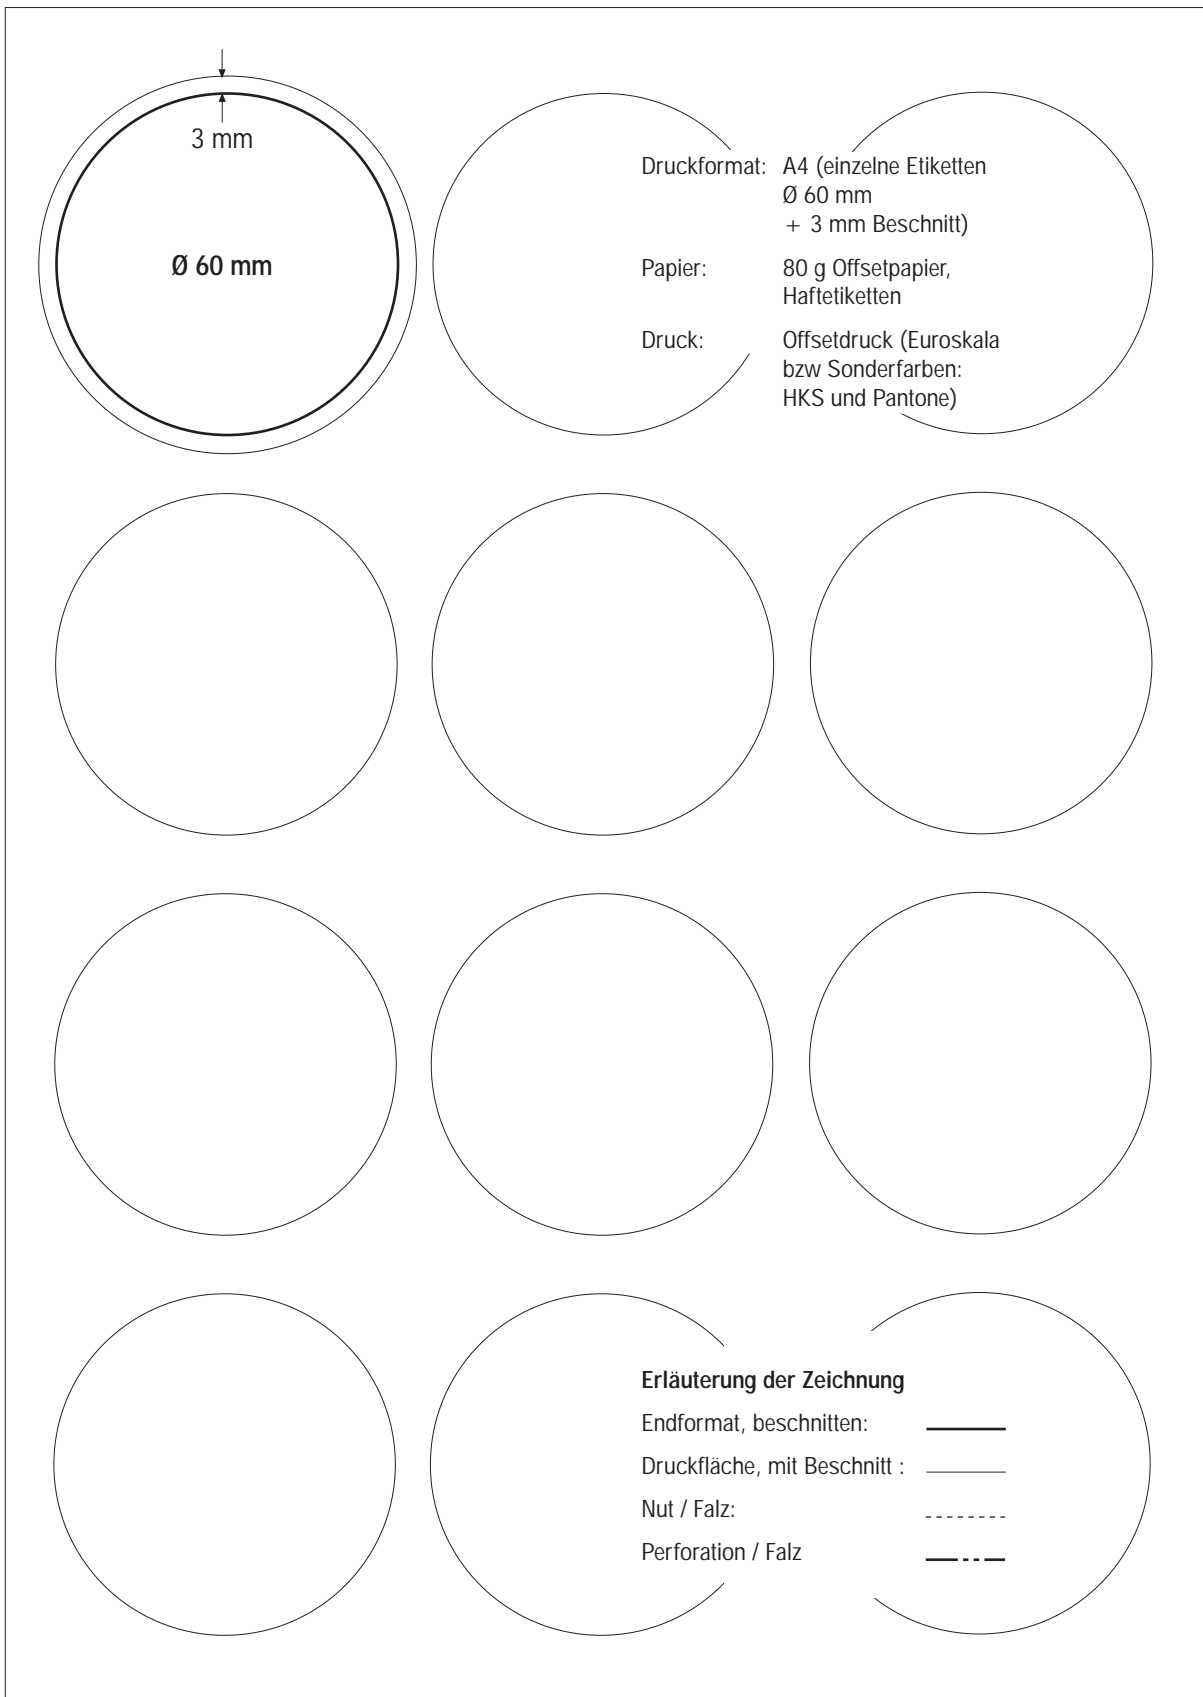 3 mm
Ø 60 mm
Druckformat: A4 (einzelne Etiketten
Ø 60 mm
+ 3 mm Beschnitt)
Papier: 80 g Offsetpapier,
Haftetiketten
Druck: Offsetdruck (Euroskala
bzw Sonderfarben:
HKS und Pantone)
Erläuterung der Zeichnung
Endformat, beschnitten:
Druckfläche, mit Beschnitt :
Nut / Falz:
Perforation / Falz